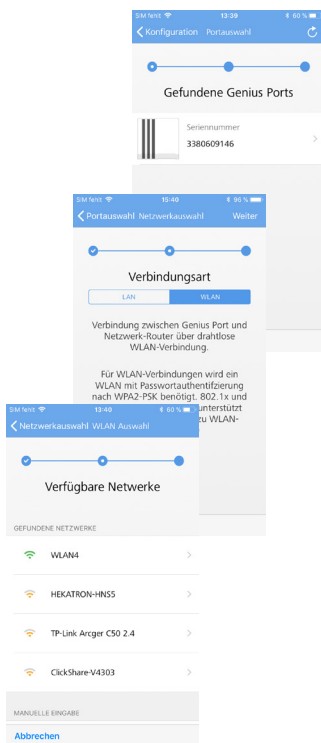 SIM fehlt 13:39 60 %
Konfiguration Portauswahl
Gefundene Genius Ports
Seriennummer
3380609146
SIM fehlt 15:40 96 %
Portauswahl Netzwerkauswahl Weiter
Verbindungsart
LAN WLAN
Verbindung zwischen Genius Port und
Netzwerk-Router über drahtlose
WLAN-Verbindung.
Für WLAN-Verbindungen wird ein
WLAN mit Passwortauthentifzierung
nach WPA2-PSK benötigt. 802.1x und
unterstützt
zu WLAN-
SIM fehlt 13:40 60 %
Netzwerkauswahl WLAN Auswahl
Verfügbare Netwerke
GEFUNDENE NETZWERKE
WLAN4
HEKATRON-HNS5
TP-Link Arcger C50 2.4
ClickShare-V4303
MANUELLE EINGABE
Abbrechen